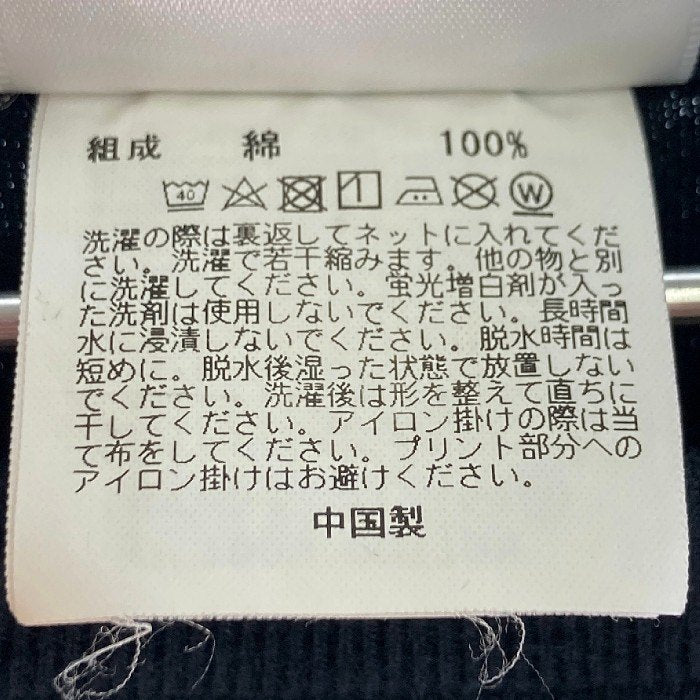 組成 綿 100%
40 W
洗濯の際は裏返してネットに入れてくだ
さい。洗濯で若干縮みます。他の物と別
に洗濯してください。蛍光増白剤が入っ
た洗剤は使用しないでください。長時間
水に浸漬しないでください。脱水時間は
短めに。脱水後湿った状態で放置しない
でください。洗濯後は形を整えて直ちに
干してください。アイロン掛けの際は当
て布をしてください。プリント部分への
アイロン掛けはお避けください。
中国製